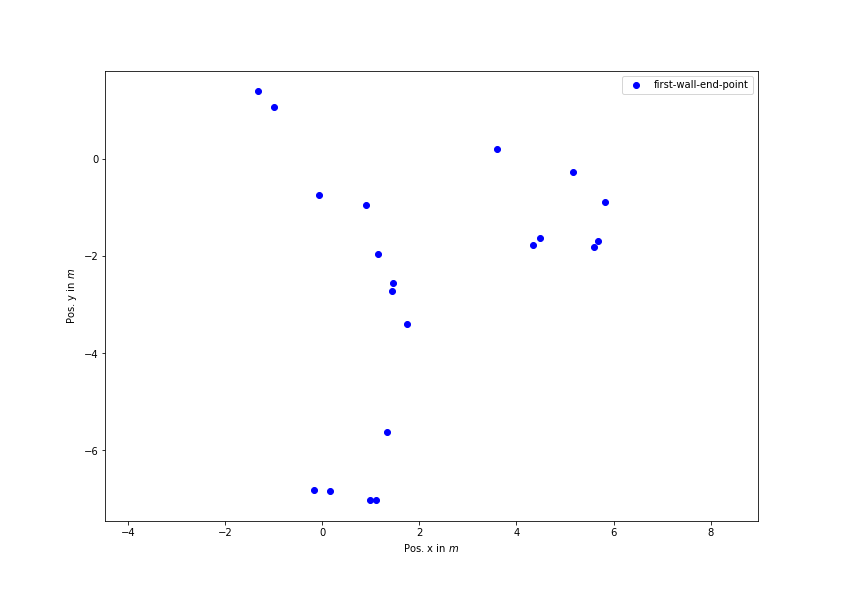 first-wall-end-point
0
−2
−4
−6
Pos. y in m
−4 −2 0 2 4 6 8
Pos. x in m